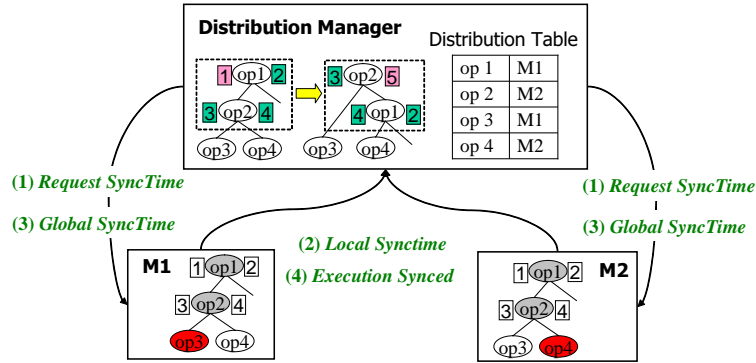 Distribution Manager
Distribution Table
1 op1 2
3 op2 4
op3 op4
3 op2 5
4 op1 2
op3 op4
op 1 M1
op 2 M2
op 3 M1
op 4 M2
(1) Request SyncTime
(3) Global SyncTime
(1) Request SyncTime
(3) Global SyncTime
(2) Local Synctime
(4) Execution Synced
M1
1 op1 2
3 op2 4
op3 op4
M2
1 op1 2
3 op2 4
op3 op4